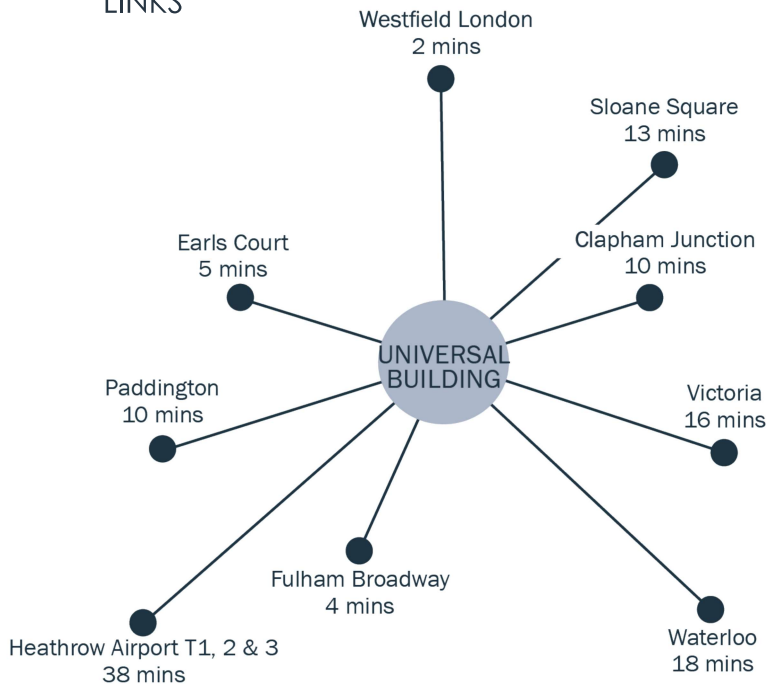 LINKS
Westfield London
2 mins
Sloane Square
13 mins
Clapham Junction
10 mins
Earls Court
5 mins
UNIVERSAL
BUILDING
Paddington
10 mins
Victoria
16 mins
Fulham Broadway
4 mins
Heathrow Airport T1, 2 & 3
38 mins
Waterloo
18 mins